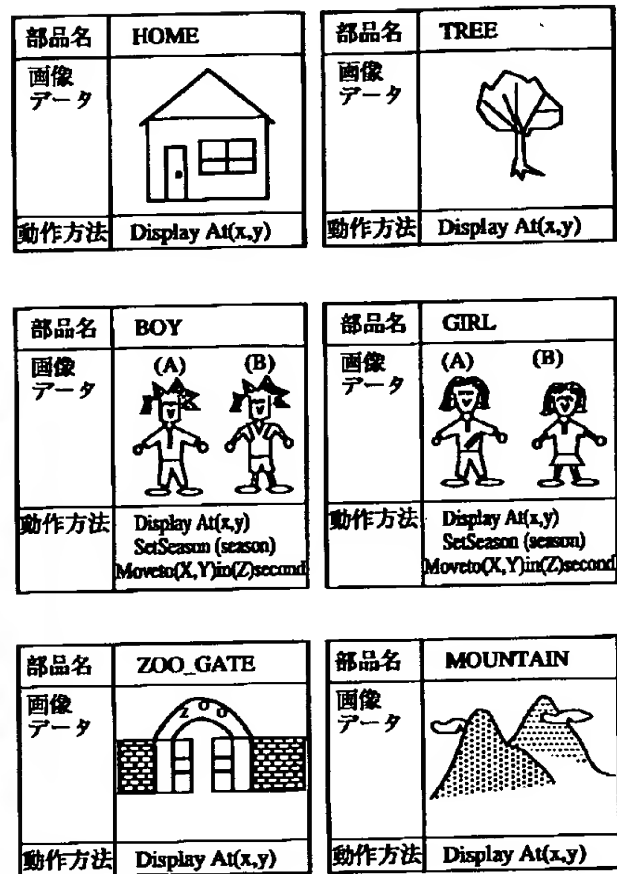 部品名 HOME
画像
データ
動作方法 Display At(x,y)
部品名 TREE
画像
データ
動作方法 Display At(x,y)
部品名 BOY
画像 (A) (B)
データ
動作方法 Display At(x,y)
SetSeason (season)
Moveto(X,Y)in(Z)second
部品名 GIRL
画像 (A) (B)
データ
動作方法 Display At(x,y)
SetSeason (season)
Moveto(X,Y)in(Z)second
部品名 ZOO_GATE
画像 ZOO
データ
動作方法 Display At(x,y)
部品名 MOUNTAIN
画像
データ
動作方法 Display At(x,y)